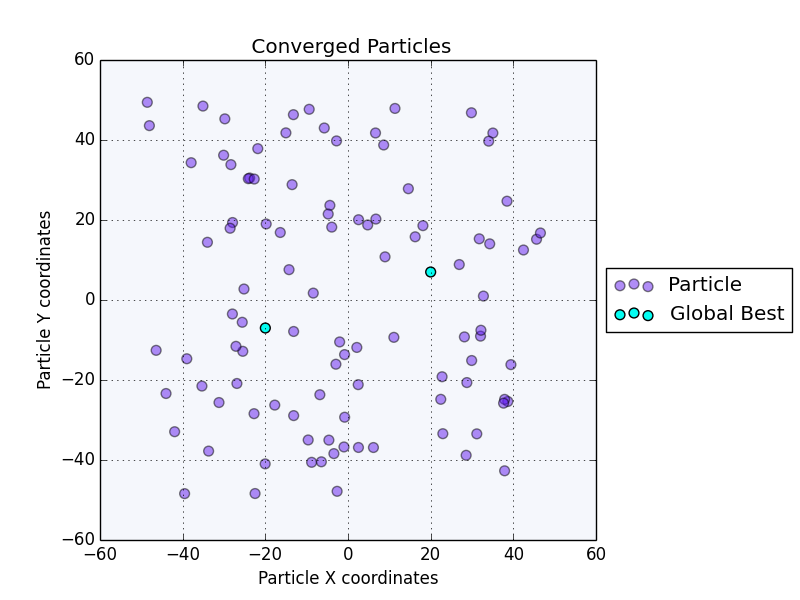 Converged Particles
60
40
20
0
−20
−40
−60
−60
−40
−20
0
20
40
60
Particle Y coordinates
Particle X coordinates
Particle
Global Best